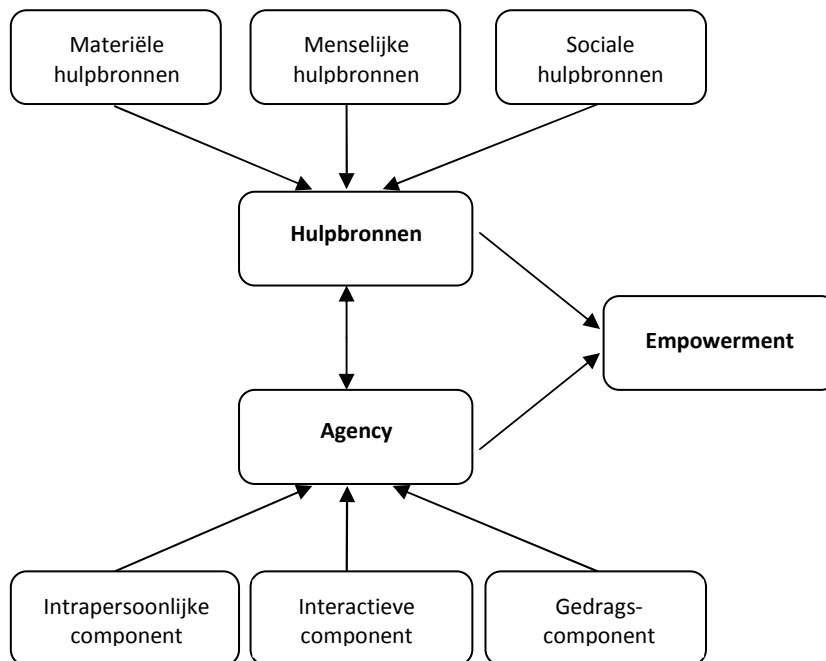 Materiële
hulpbronnen
Menselijke
hulpbronnen
Sociale
hulpbronnen
Hulpbronnen
Empowerment
Agency
Intrapersoonlijke
component
Interactieve
component
Gedrags-
component